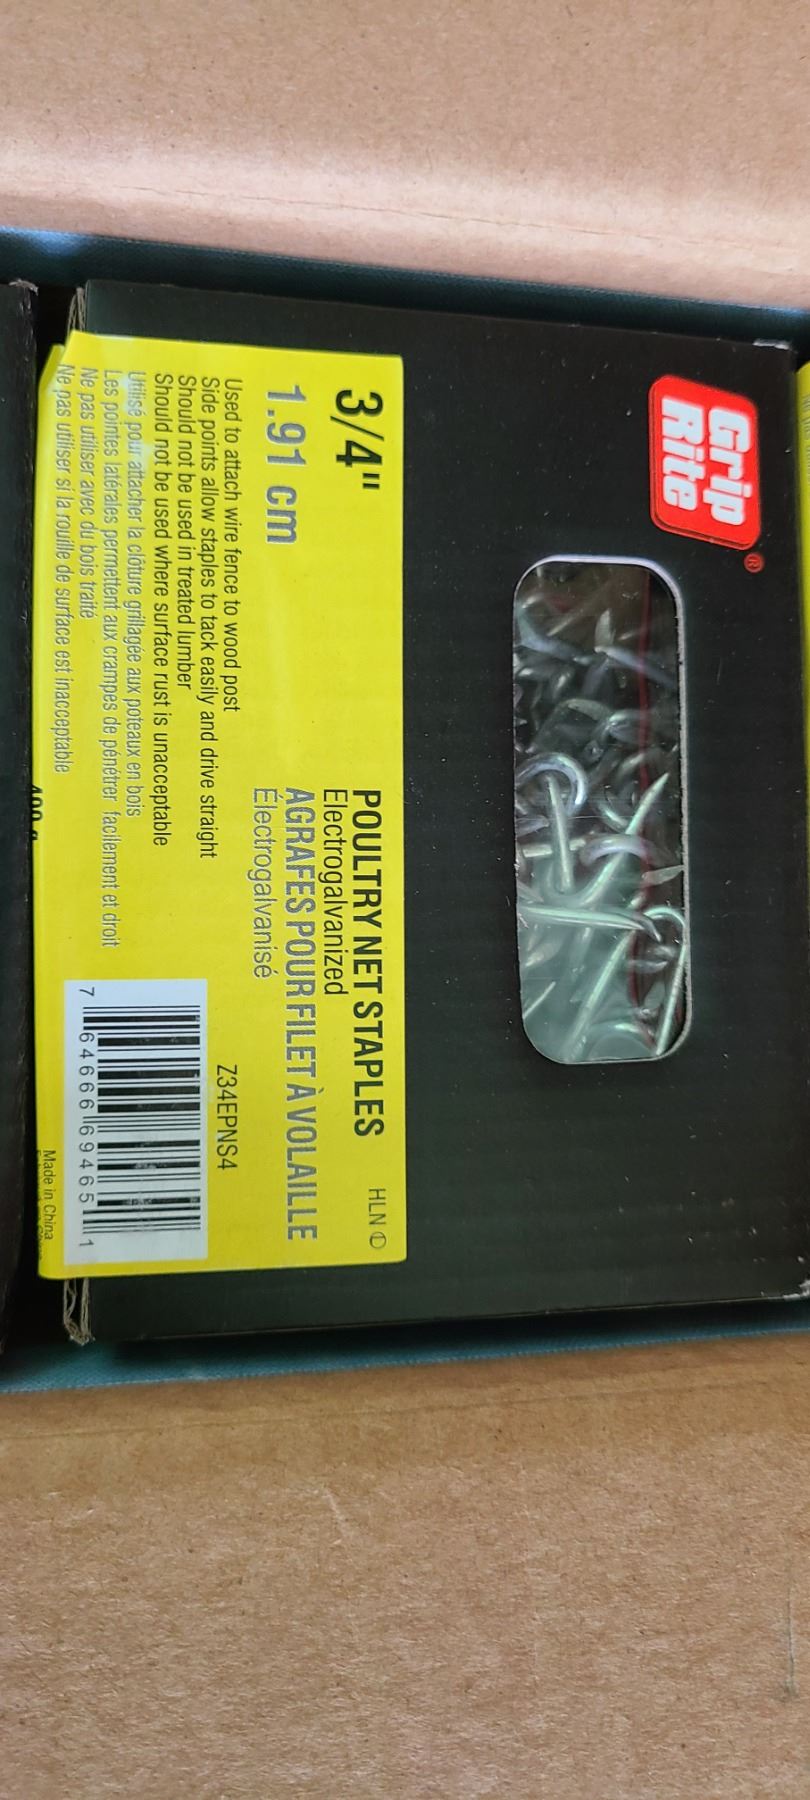 Grip
Rite®
3/4"
1.91 cm
POULTRY NET STAPLES
Electrogalvanized
AGRAFES POUR FILET À VOLAILLE
Électrogalvanisé
HLN
Z34EPNS4
Used to attach wire fence to wood post
Side points allow staples to tack easily and drive straight
Should not be used in treated lumber
Should not be used where surface rust is unacceptable
Utilisé pour attacher la clôture grillagée aux poteaux en bois
Les pointes latérales permettent aux crampes de pénétrer facilement et droit
Ne pas utiliser avec du bois traité
Ne pas utiliser si la rouille de surface est inacceptable
7 64666 69465 1
Made in China